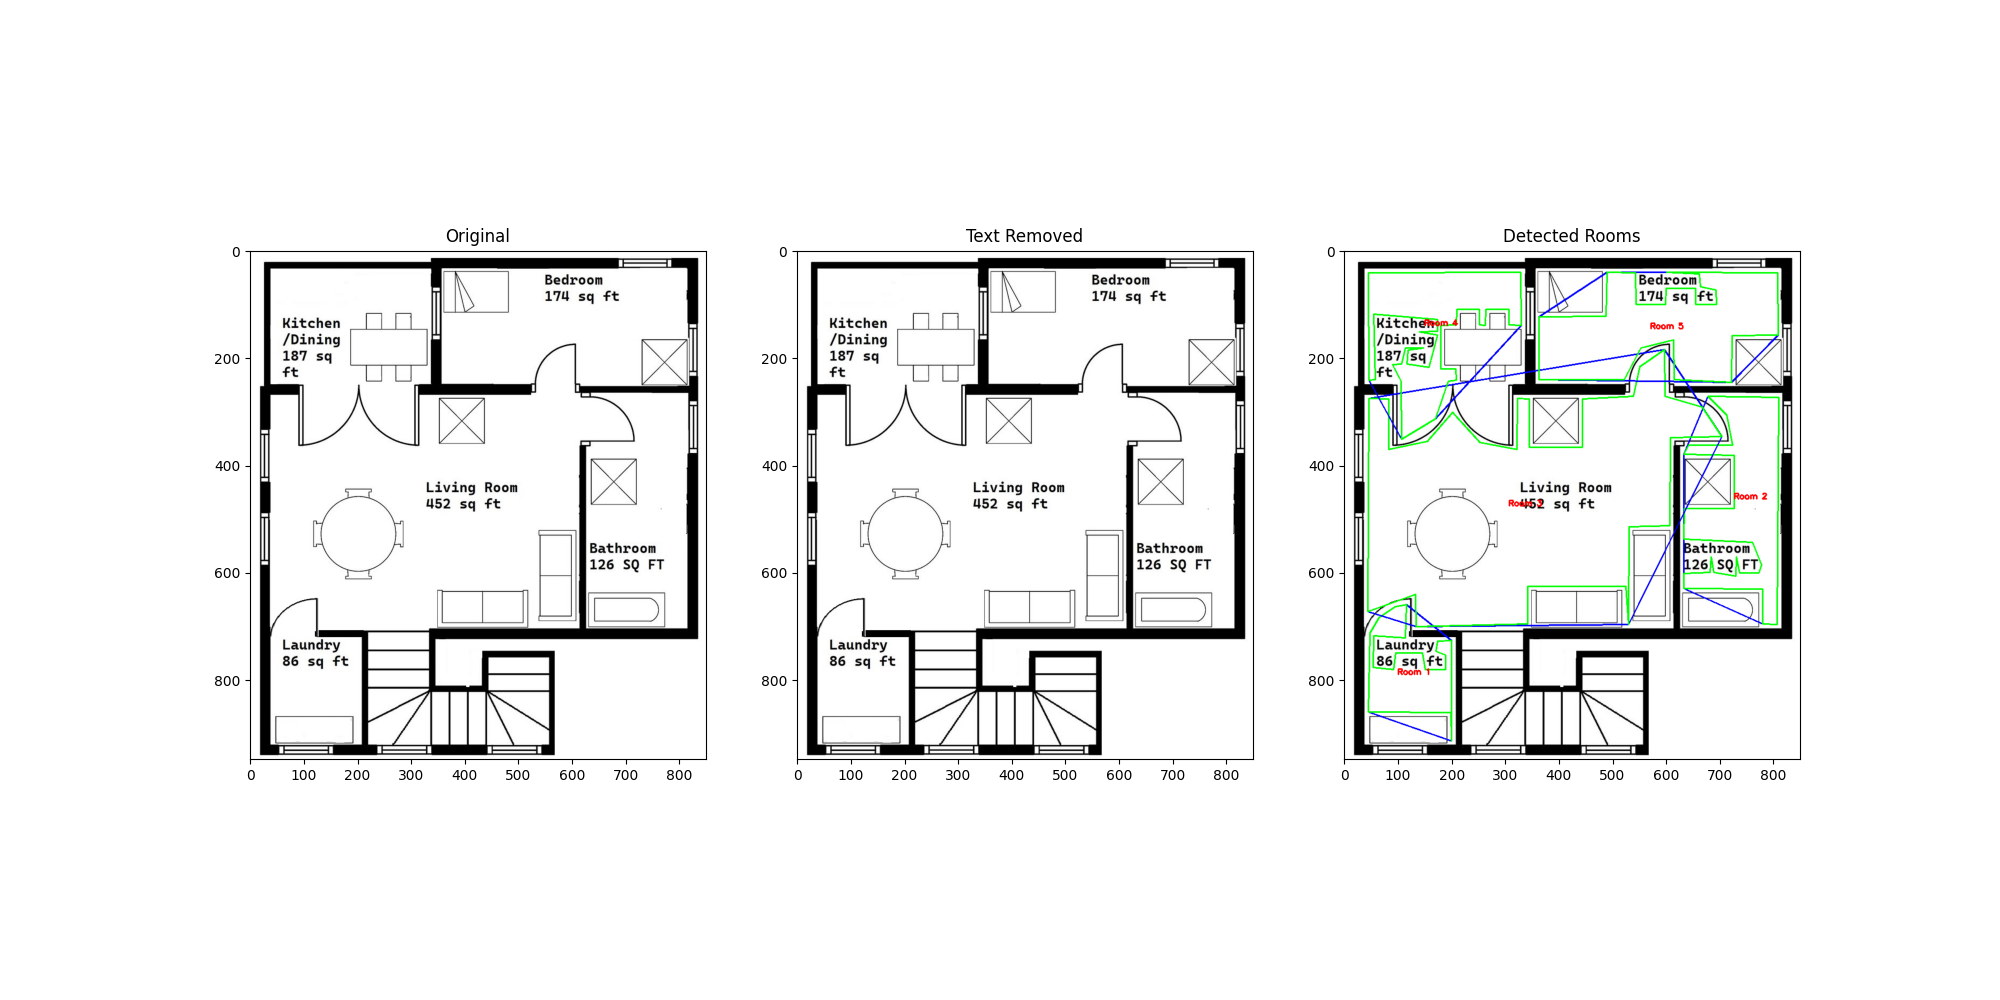 Original
Text Removed
Detected Rooms
0
200
400
600
800
0 100 200 300 400 500 600 700 800
Bedroom
174 sq ft
Kitchen
/Dining
187 sq
ft
Living Room
452 sq ft
Bathroom
126 SQ FT
Laundry
86 sq ft
0
200
400
600
800
0 100 200 300 400 500 600 700 800
Bedroom
174 sq ft
Kitchen
/Dining
187 sq
ft
Living Room
452 sq ft
Bathroom
126 SQ FT
Laundry
86 sq ft
0
200
400
600
800
0 100 200 300 400 500 600 700 800
Bedroom
174 sq ft
Room 5
Kitchen
Room 4
/Dining
187 sq
ft
Living Room
452 sq ft
Room
Room 2
Bathroom
126 SQ FT
Laundry
86 sq ft
Room 1